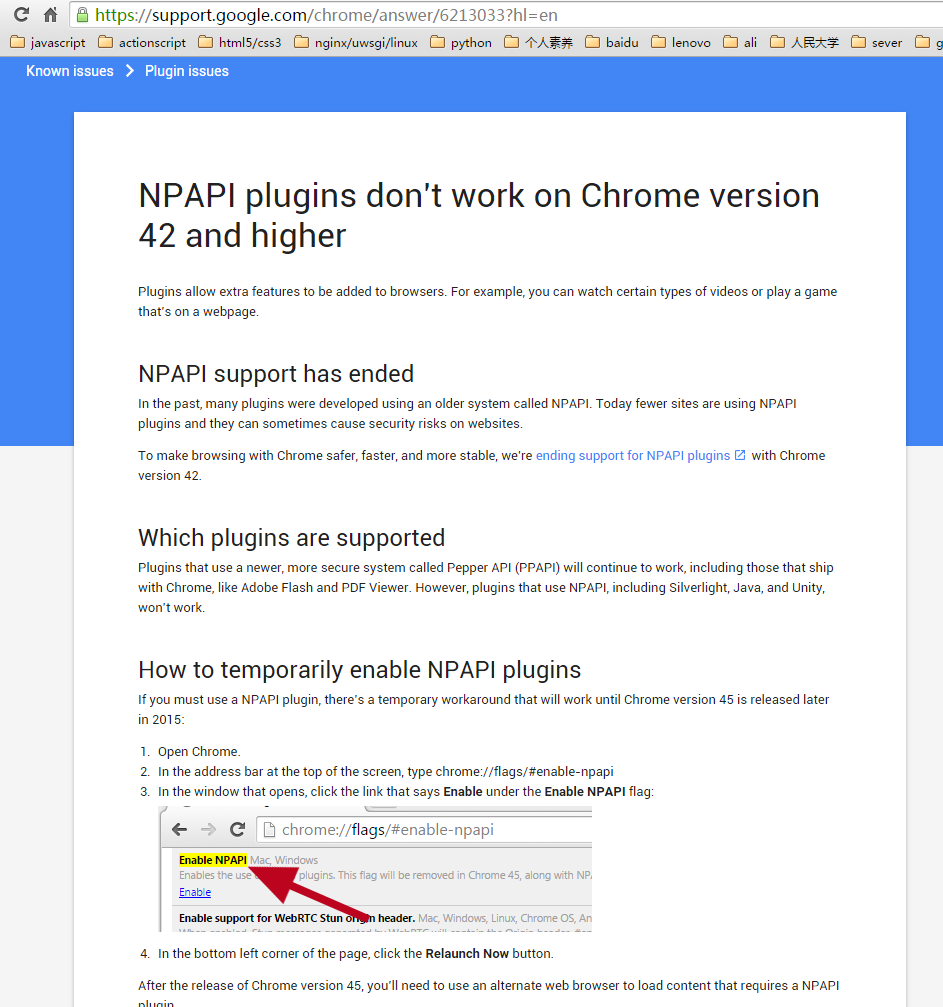 https://support.google.com/chrome/answer/6213033?hl=en
javascript actionscript html5/css3 nginx/uwsgi/linux python 个人素养 baidu lenovo ali 人民大学 sever g
Known issues > Plugin issues
NPAPI plugins don't work on Chrome version
42 and higher
Plugins allow extra features to be added to browsers. For example, you can watch certain types of videos or play a game
that's on a webpage.
NPAPI support has ended
In the past, many plugins were developed using an older system called NPAPI. Today fewer sites are using NPAPI
plugins and they can sometimes cause security risks on websites.
To make browsing with Chrome safer, faster, and more stable, we're ending support for NPAPI plugins with Chrome
version 42.
Which plugins are supported
Plugins that use a newer, more secure system called Pepper API (PPAPI) will continue to work, including those that ship
with Chrome, like Adobe Flash and PDF Viewer. However, plugins that use NPAPI, including Silverlight, Java, and Unity,
won't work.
How to temporarily enable NPAPI plugins
If you must use a NPAPI plugin, there's a temporary workaround that will work until Chrome version 45 is released later
in 2015:
1. Open Chrome.
2. In the address bar at the top of the screen, type chrome://flags/#enable-npapi
3. In the window that opens, click the link that says Enable under the Enable NPAPI flag:
chrome://flags/#enable-npapi
Enable NPAPI Mac, Windows
Enables the use plugins. This flag will be removed in Chrome 45, along with NPA
Enable
Enable support for WebRTC Stun origin header. Mac, Windows, Linux, Chrome OS, An
4. In the bottom left corner of the page, click the Relaunch Now button.
After the release of Chrome version 45, you'll need to use an alternate web browser to load content that requires a NPAPI
plugin.